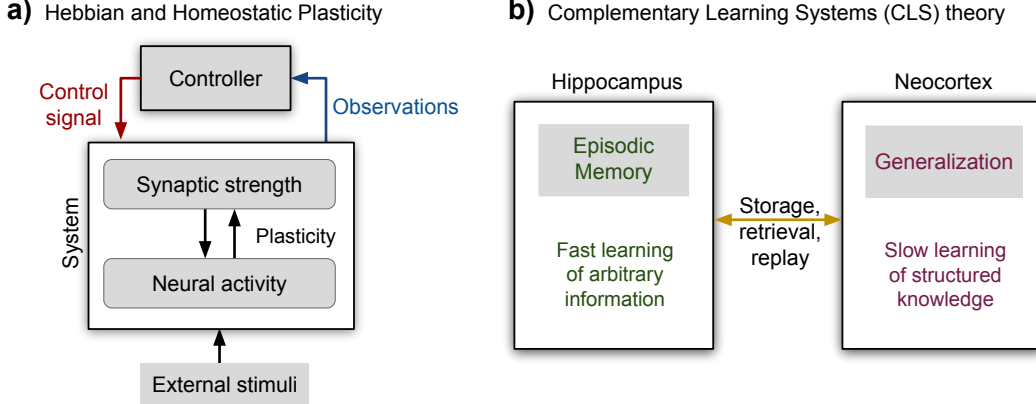 a) Hebbian and Homeostatic Plasticity
Controller
Control
signal
Observations
System
Synaptic strength
Plasticity
Neural activity
External stimuli
b) Complementary Learning Systems (CLS) theory
Hippocampus
Episodic
Memory
Fast learning
of arbitrary
information
Storage,
retrieval,
replay
Neocortex
Generalization
Slow learning
of structured
knowledge